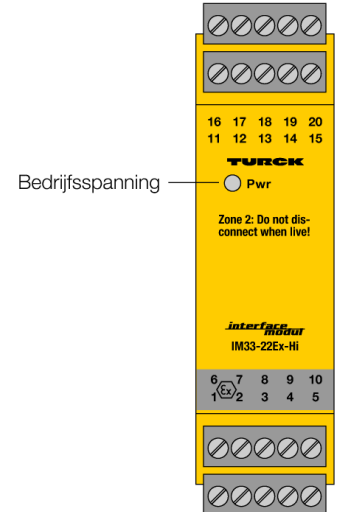 16 17 18 19 20
11 12 13 14 15
TURCK
Bedrijfsspanning
Pwr
Zone 2: Do not dis-
connect when live!
interface
modul
IM33-22Ex-Hi
6 7 8 9 10
Ex
1 2 3 4 5